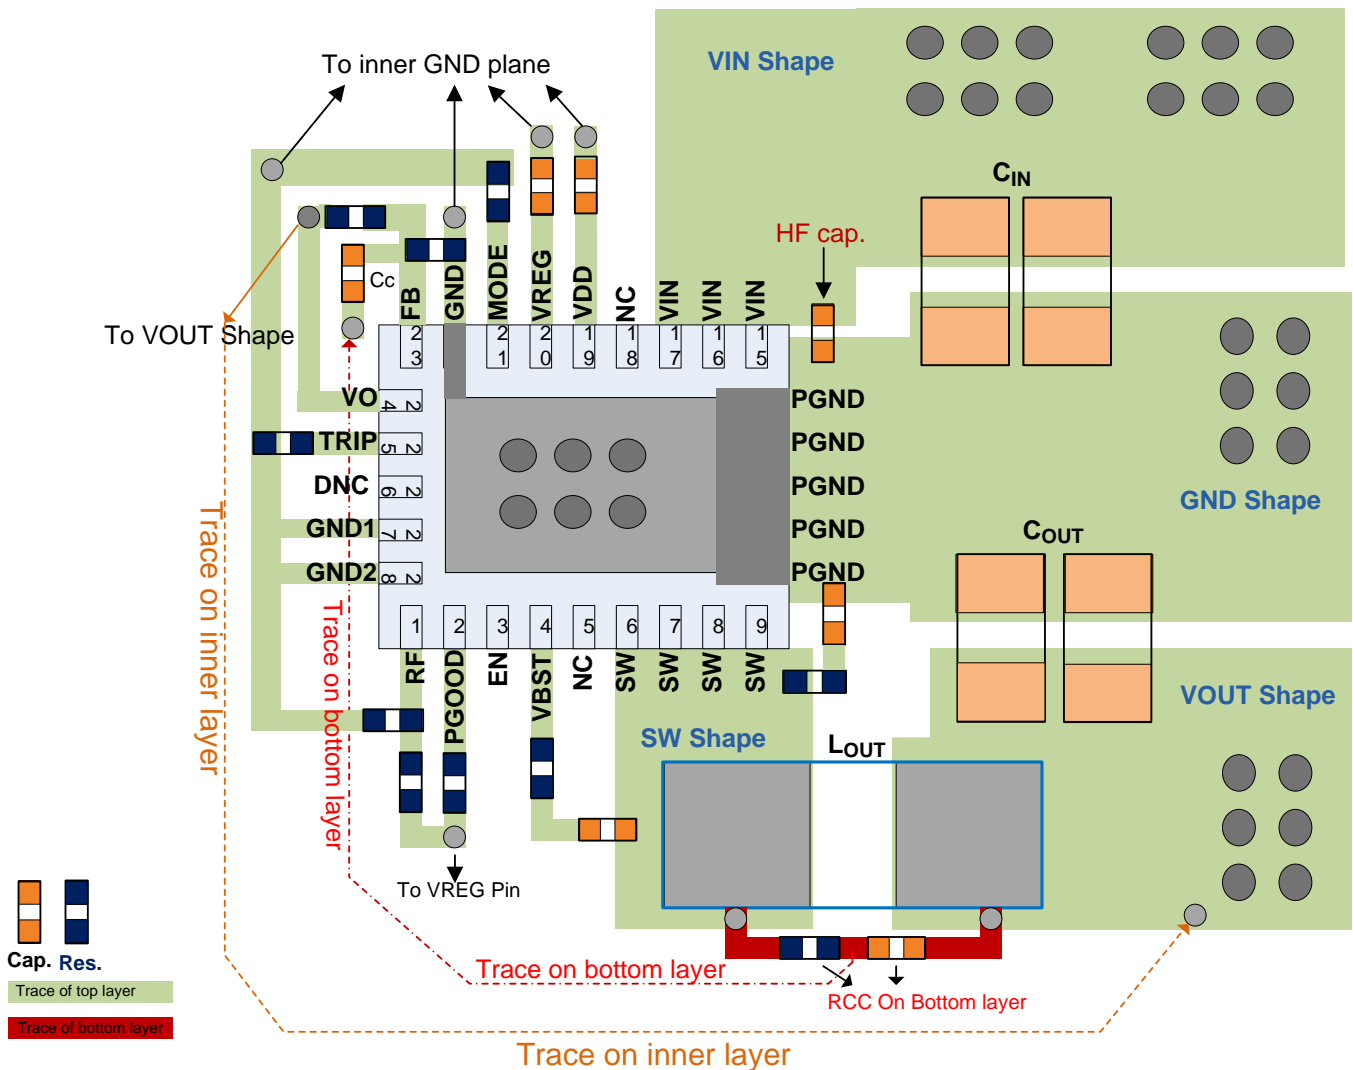 VIN Shape
To inner GND plane
C_IN
HF cap.
Cc
FB
GND
MODE
VREG
VDD
NC
VIN
VIN
VIN
To VOUT Shape
23
21
20
19
18
17
16
15
VO
24
PGND
TRIP
25
PGND
DNC
26
PGND
GND1
27
PGND
GND2
28
PGND
GND Shape
C_OUT
1
2
3
4
5
6
7
8
9
RF
PGOOD
EN
VBST
NC
SW
SW
SW
SW
Trace on inner layer
Trace on bottom layer
SW Shape
L_OUT
VOUT Shape
To VREG Pin
Cap.
Res.
Trace of top layer
Trace of bottom layer
Trace on bottom layer
RCC On Bottom layer
Trace on inner layer